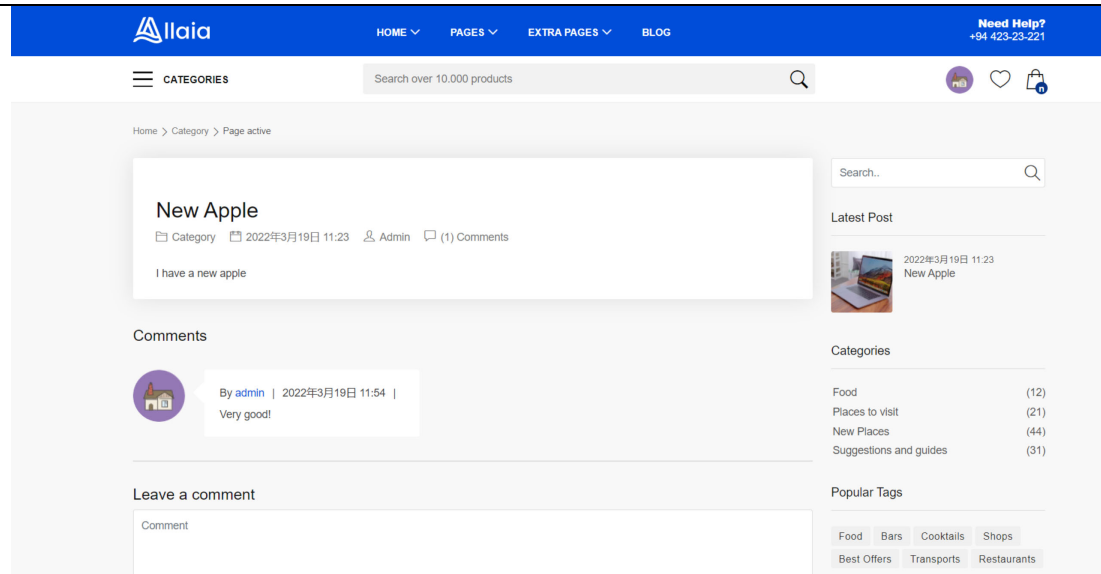 Allaia
HOME PAGES EXTRA PAGES BLOG
Need Help?
+94 423-23-221
CATEGORIES
Search over 10.000 products
n
Home > Category > Page active
New Apple
Category 2022年3月19日 11:23 Admin (1) Comments
I have a new apple
Comments
By admin | 2022年3月19日 11:54 |
Very good!
Leave a comment
Comment
Search..
Latest Post
2022年3月19日 11:23
New Apple
Categories
Food (12)
Places to visit (21)
New Places (44)
Suggestions and guides (31)
Popular Tags
Food Bars Cooktails Shops
Best Offers Transports Restaurants